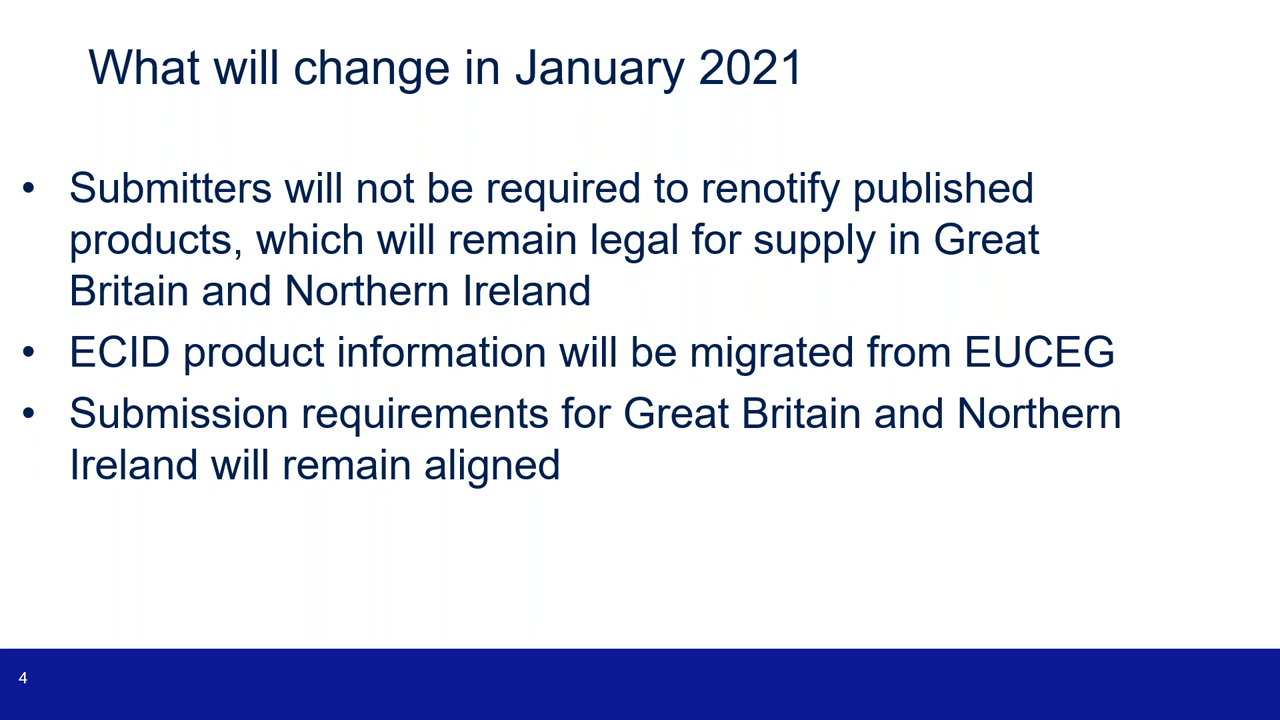 What will change in January 2021
• Submitters will not be required to renotify published
products, which will remain legal for supply in Great
Britain and Northern Ireland
• ECID product information will be migrated from EUCEG
• Submission requirements for Great Britain and Northern
Ireland will remain aligned
4